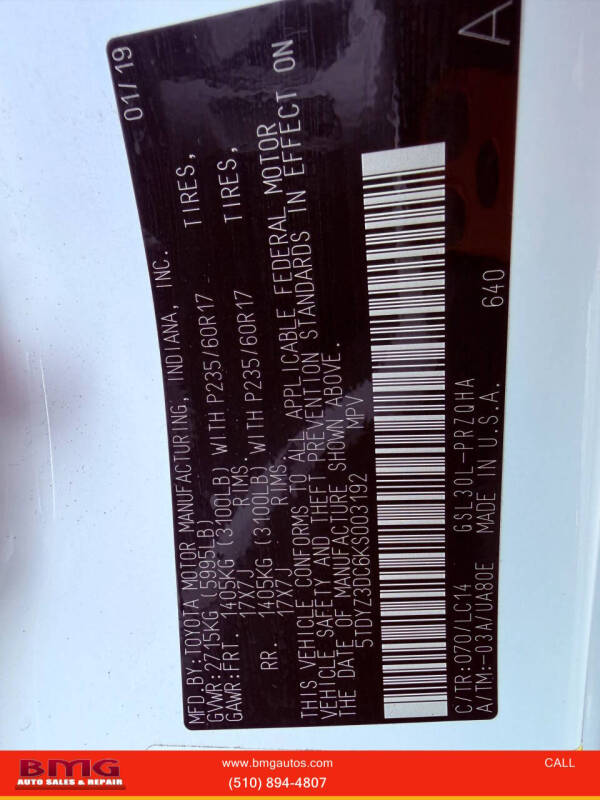 MFD.BY:TOYOTA MOTOR MANUFACTURING, INDIANA, INC. 01/19
GVWR:2715KG (5995LB)
GAWR:FRT. 1405KG (3100LB) WITH P235/60R17 TIRES,
17X7J RIMS.
RR. 1405KG (3100LB) WITH P235/60R17 TIRES,
17X7J RIMS.
THIS VEHICLE CONFORMS TO ALL APPLICABLE FEDERAL MOTOR
VEHICLE SAFETY AND THEFT PREVENTION STANDARDS IN EFFECT ON
THE DATE OF MANUFACTURE SHOWN ABOVE.
5TDYZ3DC6KS003192 MPV
C/TR:070/LC14 GSL30L-PRZQHA 640
A/TM:-03A/UA80E MADE IN U.S.A. A
BMG
AUTO SALES & REPAIR
www.bmgautos.com
(510) 894-4807
CALL